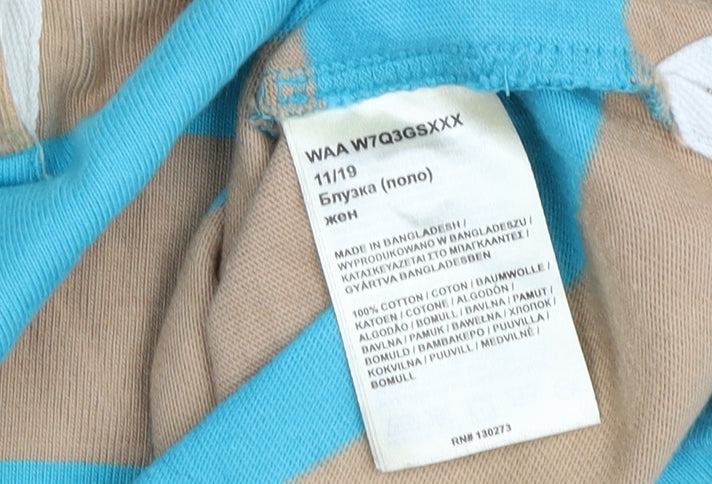 WAA W7Q3GSXXX
11/19
Блузка (поло)
жен
MADE IN BANGLADESH /
WYPRODUKOWANO W BANGLADESZU /
ΚΑΤΑΣΚΕΥΑΖΕΤΑΙ ΣΤΟ ΜΠΑΓΚΛΑΝΤΕΣ /
GYÁRTVA BANGLADESBEN
100% COTTON / COTON / BAUMWOLLE /
KATOEN / COTONE / ALGODÓN /
ALGODÃO / BOMULL / BAVLNA / PAMUT /
BAVLNA / PAMUK / BAWEŁNA / ХЛОПОК /
BOMULD / ΒΑΜΒΑΚΕΡΟ / PUUVILLA /
KOKVILNA / PUUVILL / MEDVILNĖ /
BOMULL
RN# 130273